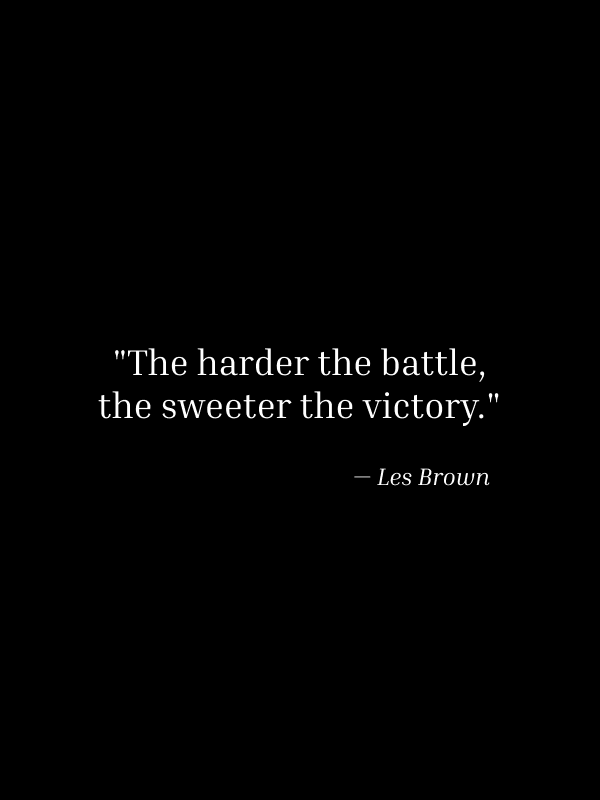 "The harder the battle,
the sweeter the victory."
— Les Brown